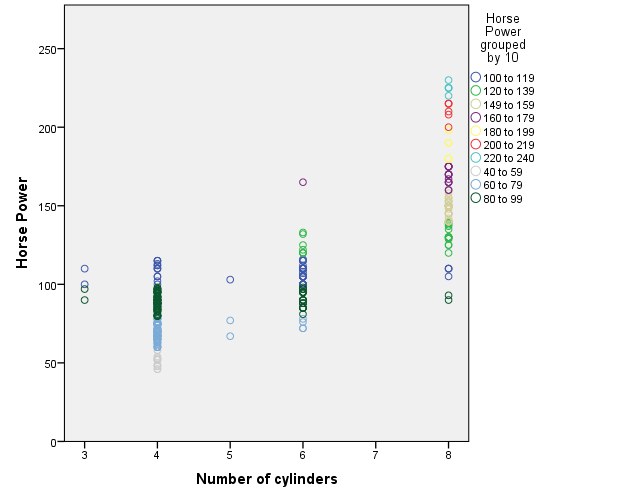 Horse
Power
grouped
by 10
100 to 119
120 to 139
149 to 159
160 to 179
180 to 199
200 to 219
220 to 240
40 to 59
60 to 79
80 to 99
Horse Power
250
200
150
100
50
0
3 4 5 6 7 8
Number of cylinders